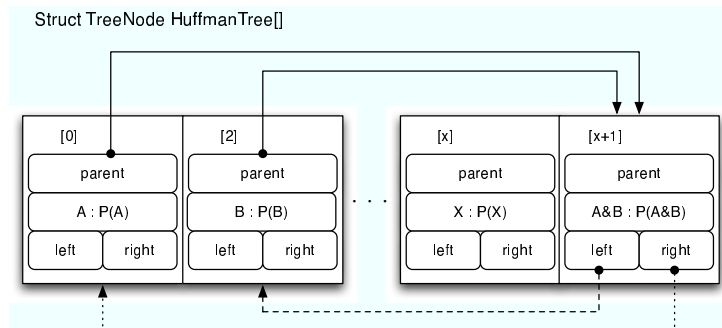 Struct TreeNode HuffmanTree[]
[0] [2] [x] [x+1]
parent parent parent parent
A : P(A) B : P(B) . . . X : P(X) A&B : P(A&B)
left right left right left right left right